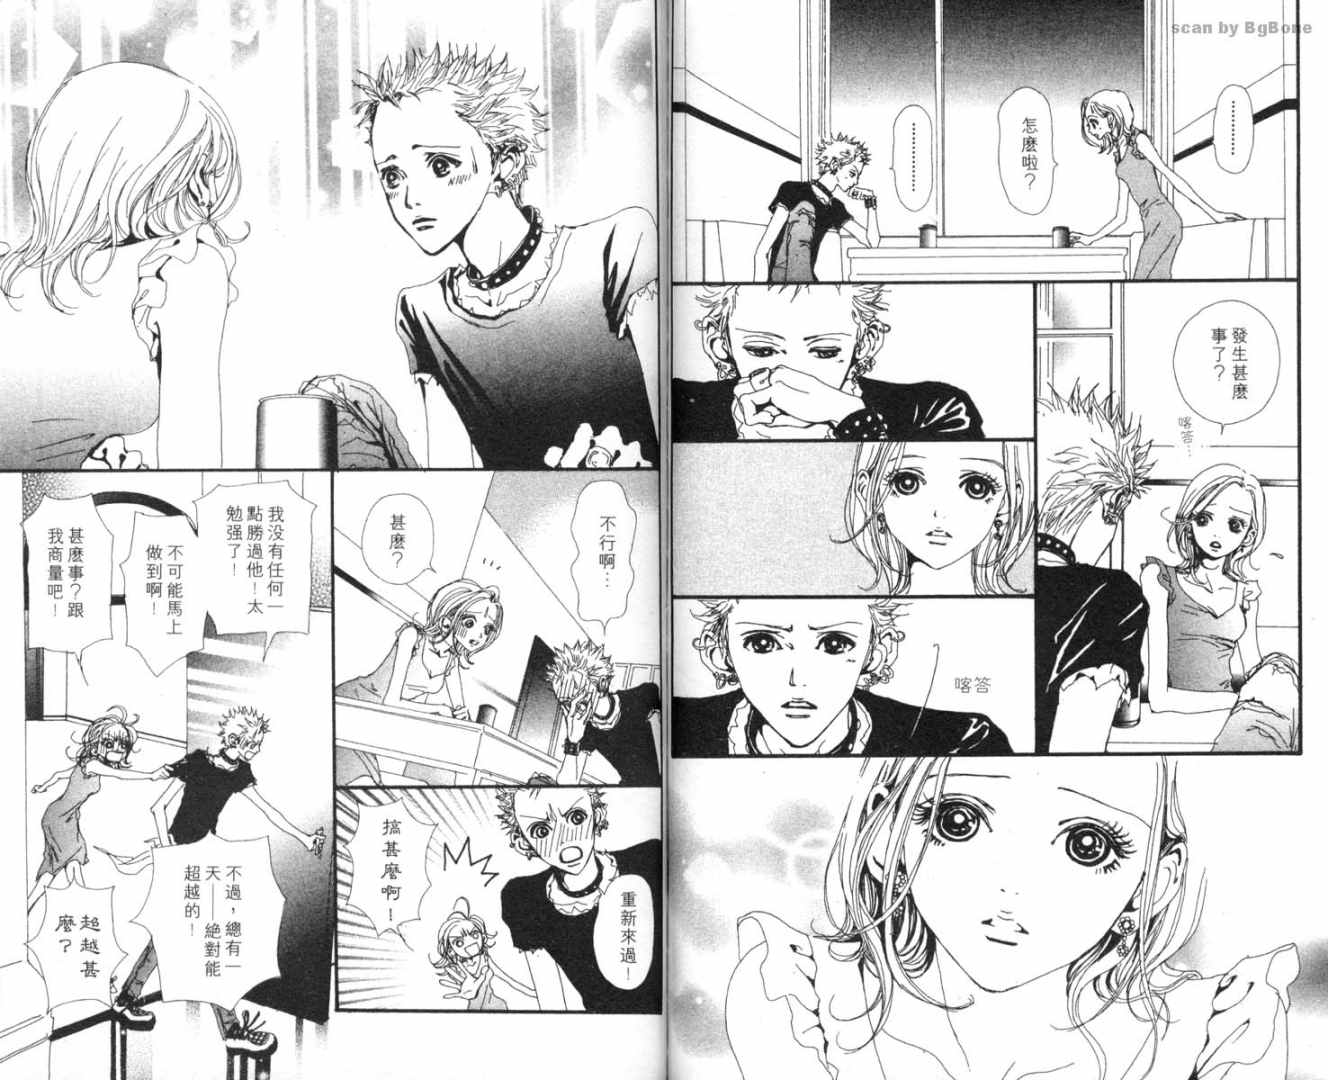 scan by BgBone
…………
怎麼啦？
…………
發生甚麼
事了？
喀答…
喀答
不行啊…
甚麼？
重新來過！
搞甚麼啊！
我没有任何一
點勝過他！太
勉强了！
不可能馬上
做到啊！
甚麼事？跟
我商量吧！
不過，總有一
天——絕對能
超越的！
超越甚
麼？